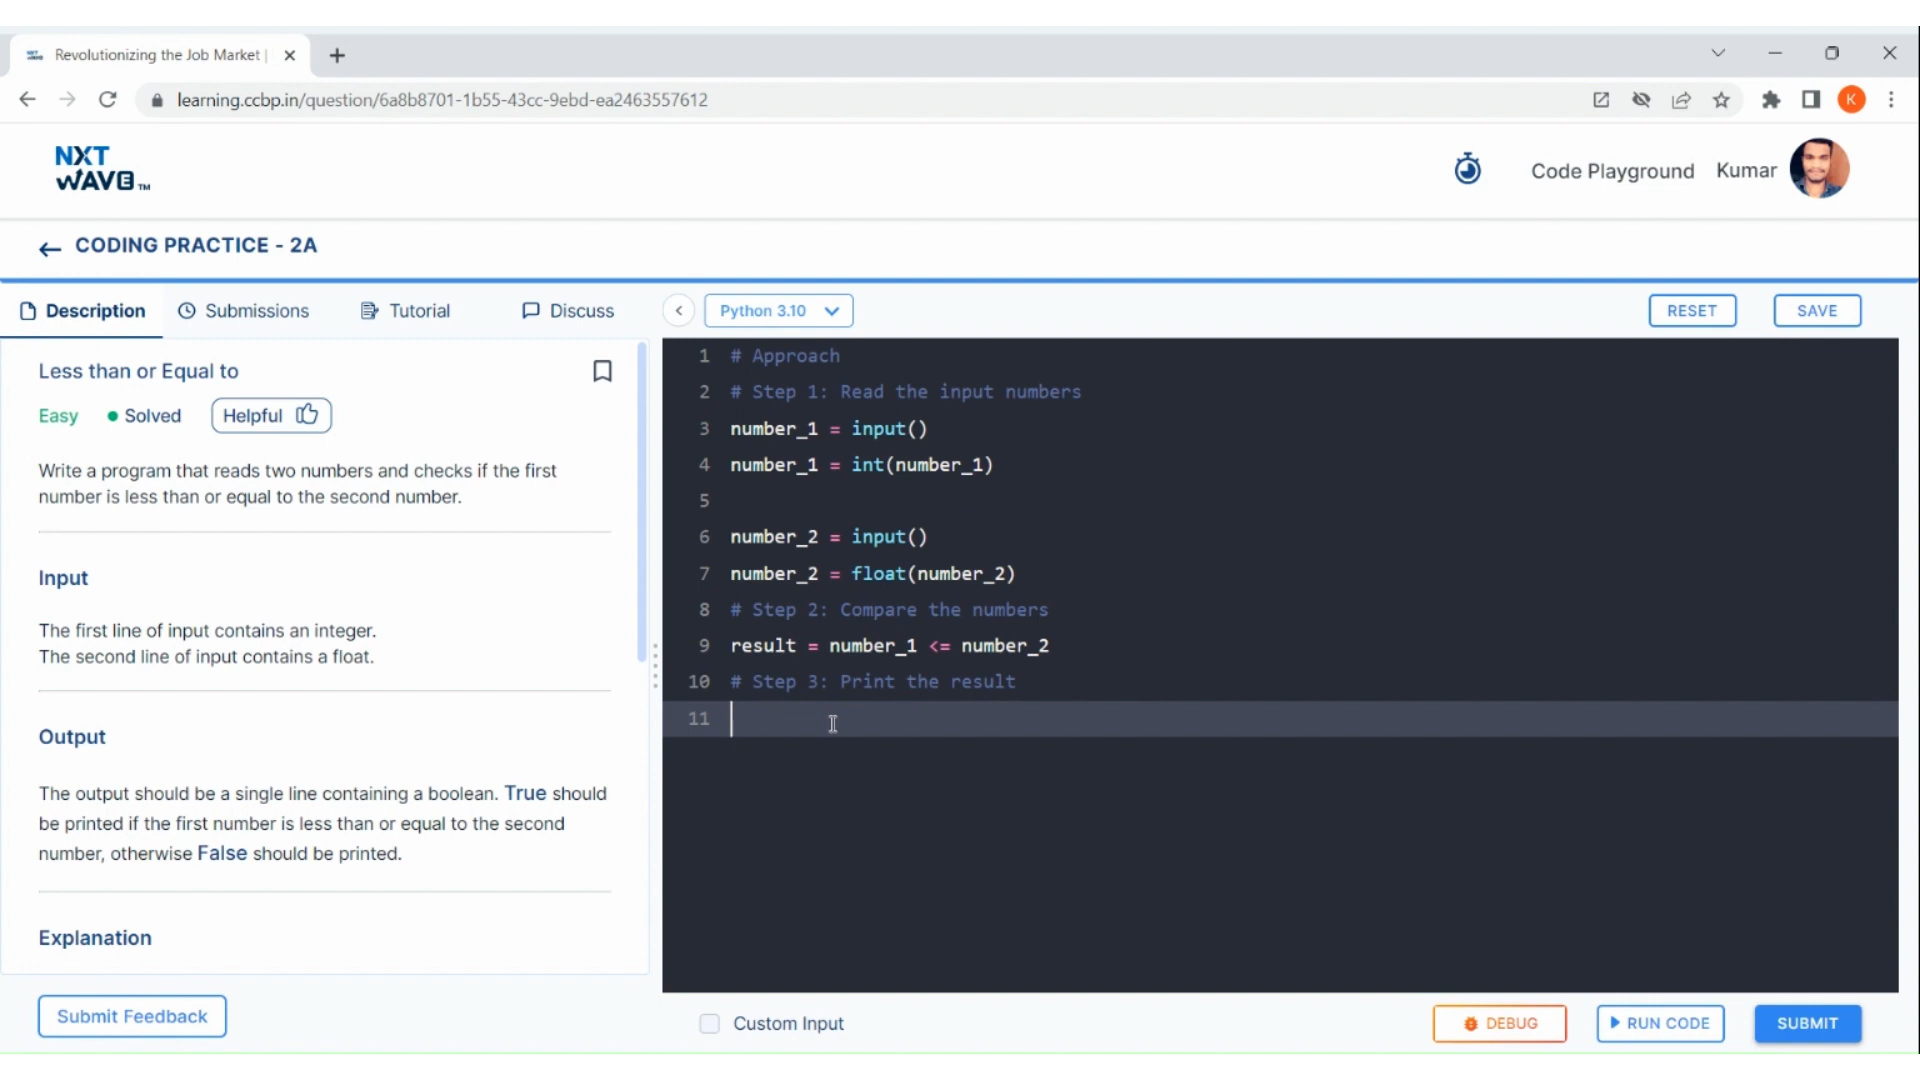 Revolutionizing the Job Market |
learning.ccbp.in/question/6a8b8701-1b55-43cc-9ebd-ea2463557612
K
NXT
WAVE TM
Code Playground
Kumar
CODING PRACTICE - 2A
Description
Submissions
Tutorial
Discuss
Python 3.10
RESET
SAVE
Less than or Equal to
Easy
Solved
Helpful
Write a program that reads two numbers and checks if the first
number is less than or equal to the second number.
Input
The first line of input contains an integer.
The second line of input contains a float.
Output
The output should be a single line containing a boolean. True should
be printed if the first number is less than or equal to the second
number, otherwise False should be printed.
Explanation
Submit Feedback
1 # Approach
2 # Step 1: Read the input numbers
3 number_1 = input()
4 number_1 = int(number_1)
5
6 number_2 = input()
7 number_2 = float(number_2)
8 # Step 2: Compare the numbers
9 result = number_1 <= number_2
10 # Step 3: Print the result
11
Custom Input
DEBUG
RUN CODE
SUBMIT